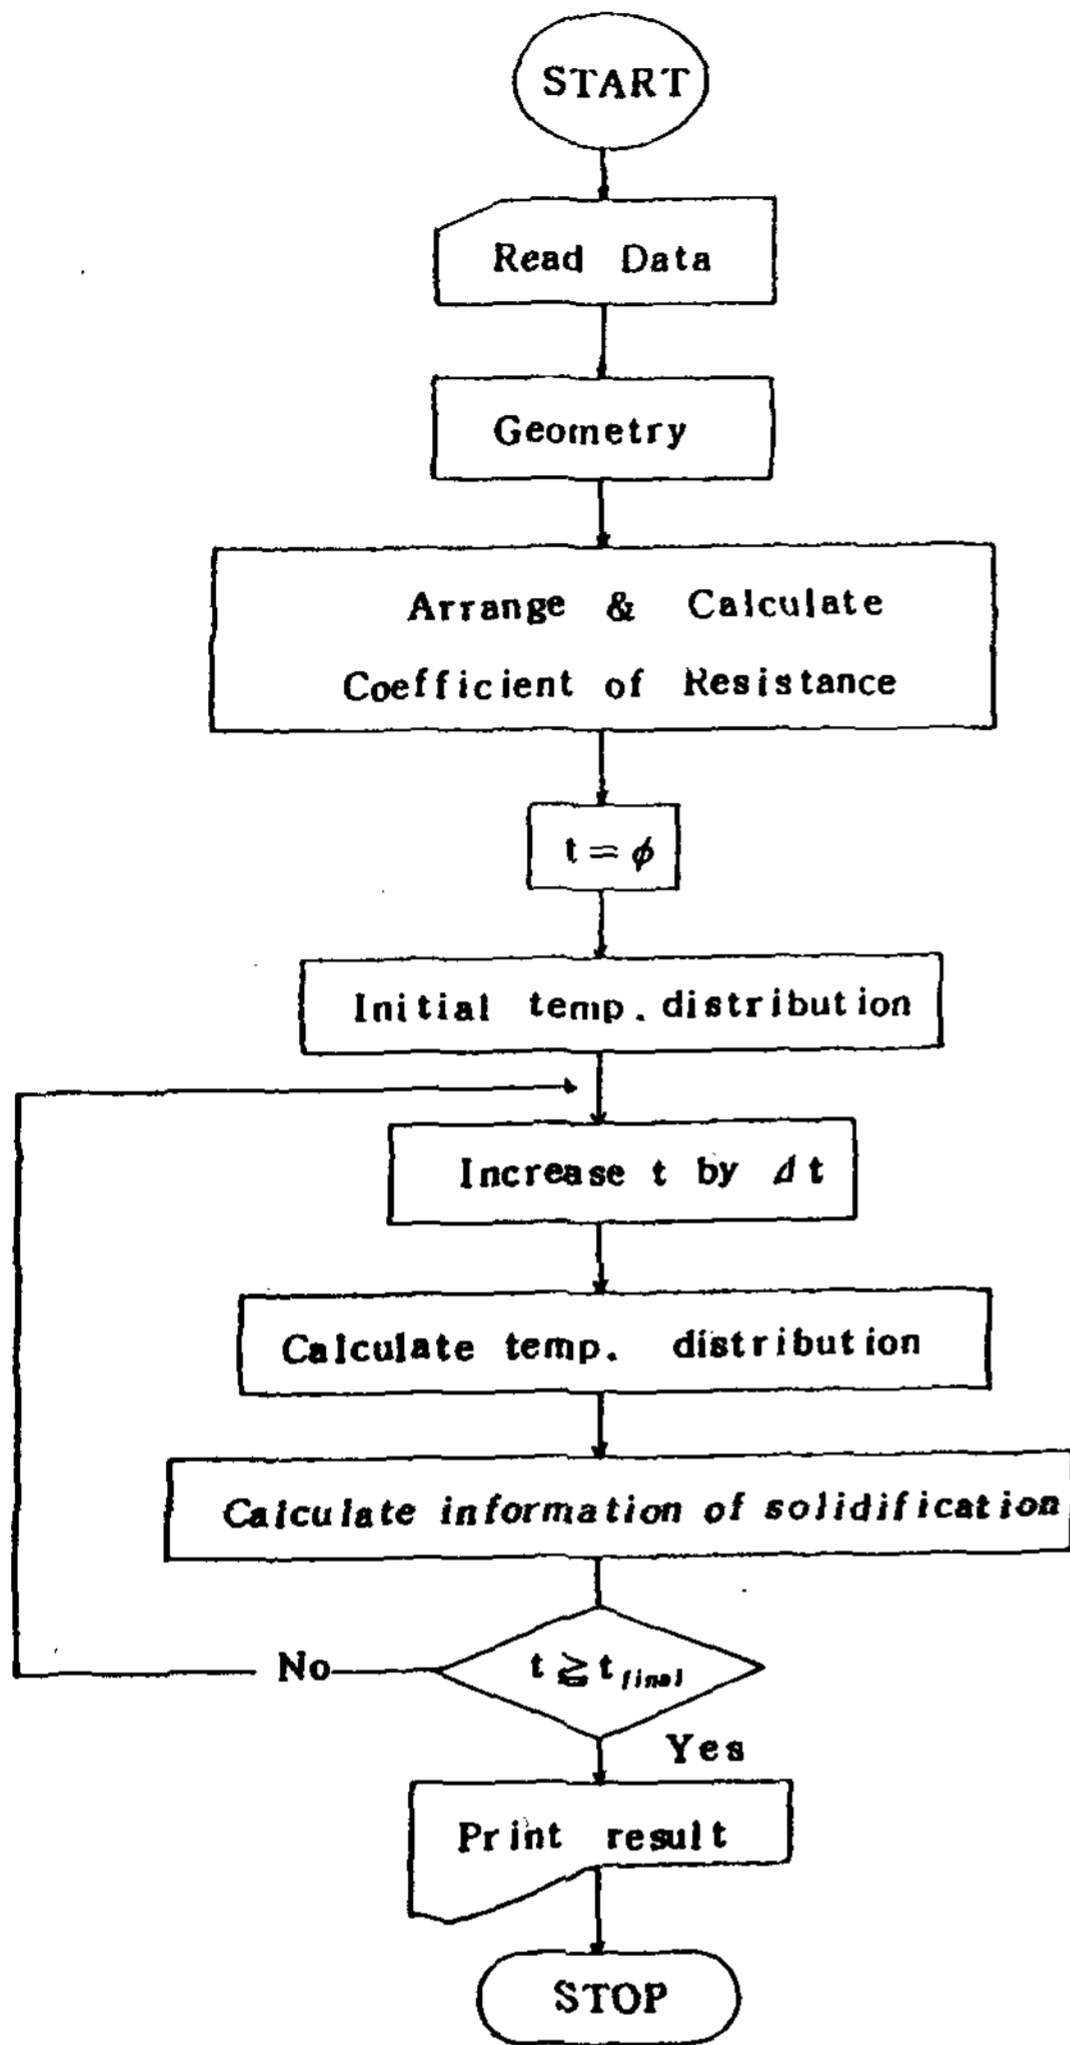 START
Read Data
Geometry
Arrange & Calculate
Coefficient of Resistance
t = ϕ
Initial temp. distribution
Increase t by Δt
Calculate temp. distribution
Calculate information of solidification
t ≧ t final
No
Yes
Print result
STOP